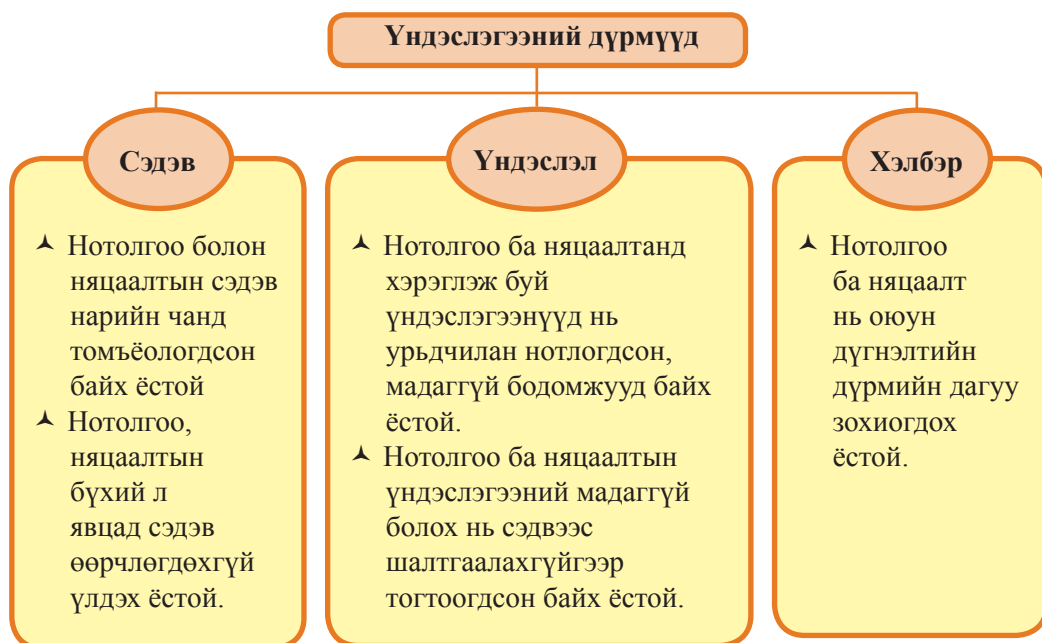 Үндэслэгээний дүрмүүд
Сэдэв
Нотолгоо болон
няцаалтын сэдэв
нарийн чанд
томъёологдсон
байх ёстой
Нотолгоо,
няцаалтын
бүхий л
явцад сэдэв
өөрчлөгдөхгүй
үлдэх ёстой.
Үндэслэл
Нотолгоо ба няцаалтанд
хэрэглэж буй
үндэслэгээнүүд нь
урьдчилан нотлогдсон,
мадаггүй бодомжууд байх
ёстой.
Нотолгоо ба няцаалтын
үндэслэгээний мадаггүй
болох нь сэдвээс
шалтгаалахгүйгээр
тогтоогдсон байх ёстой.
Хэлбэр
Нотолгоо
ба няцаалт
нь оюун
дүгнэлтийн
дүрмийн дагуу
зохиогдох
ёстой.